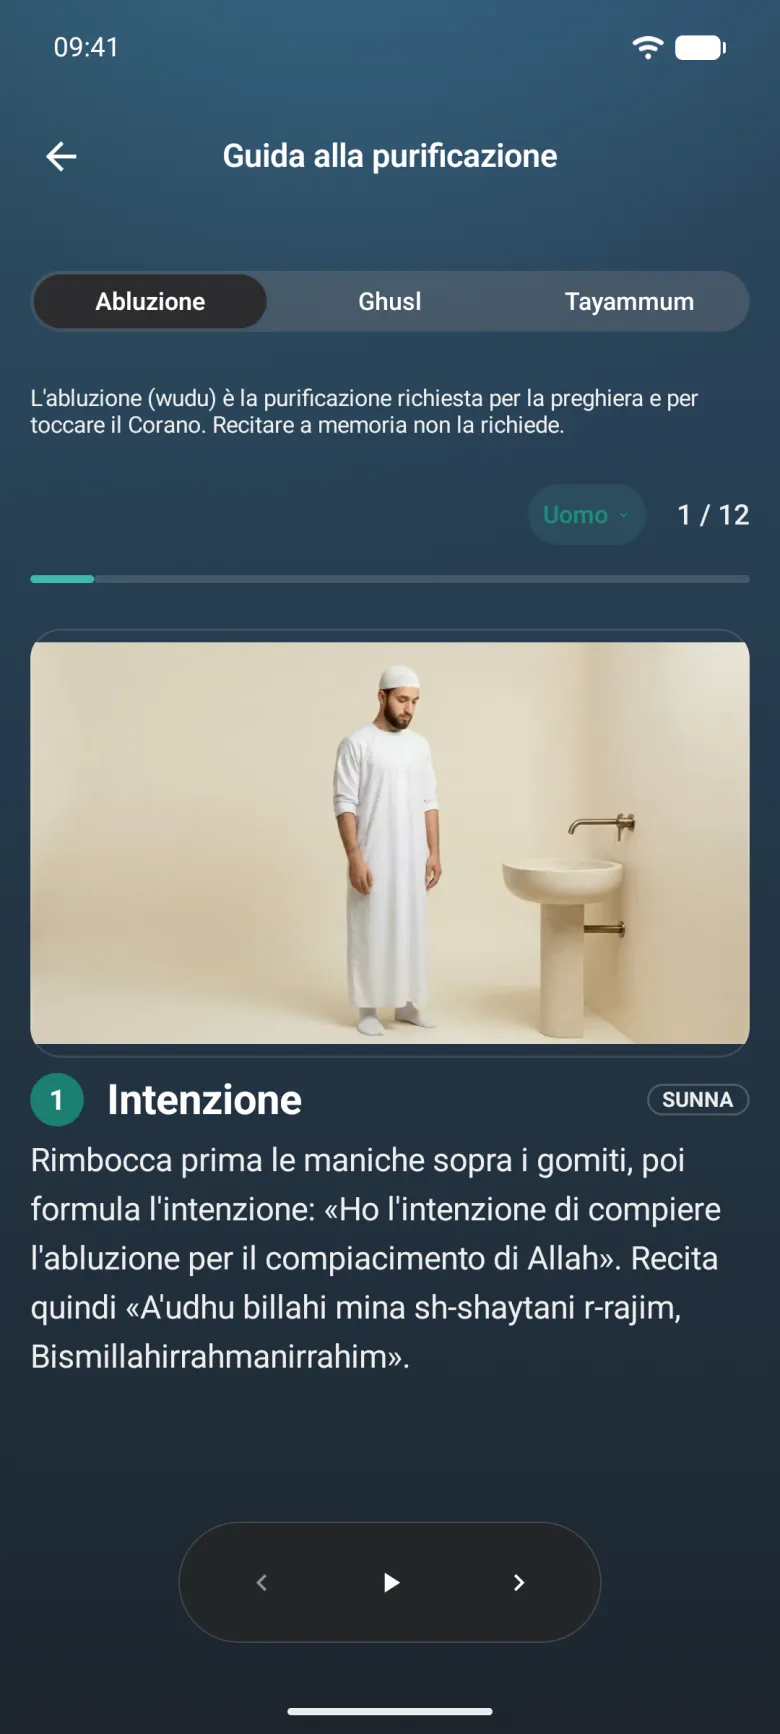 09:41
Guida alla purificazione
Abluzione
Ghusl
Tayammum
L'abluzione (wudu) è la purificazione richiesta per la preghiera e per
toccare il Corano. Recitare a memoria non la richiede.
Uomo
1 / 12
1
Intenzione
SUNNA
Rimbocca prima le maniche sopra i gomiti, poi
formula l'intenzione: «Ho l'intenzione di compiere
l'abluzione per il compiacimento di Allah». Recita
quindi «A'udhu billahi mina sh-shaytani r-rajim,
Bismillahirrahmanirrahim».